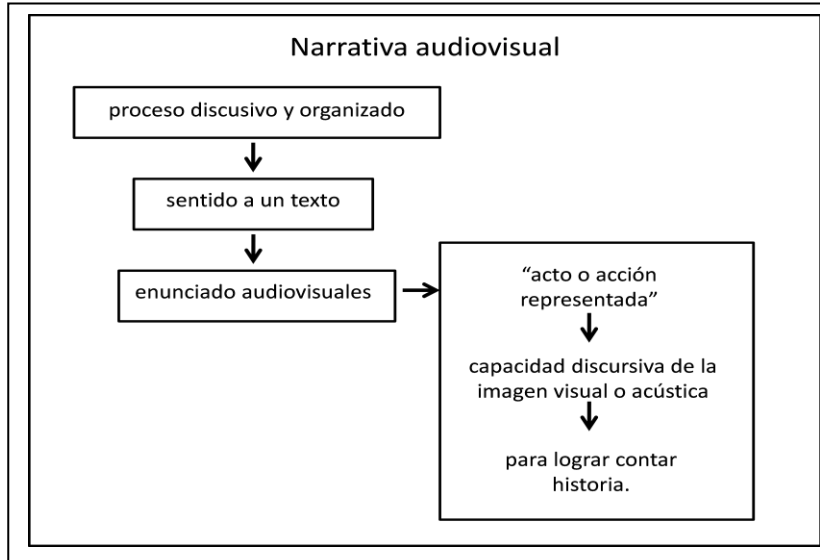 Narrativa audiovisual
proceso discusivo y organizado
sentido a un texto
enunciado audiovisuales
“acto o acción
representada”
capacidad discursiva de la
imagen visual o acústica
para lograr contar
historia.